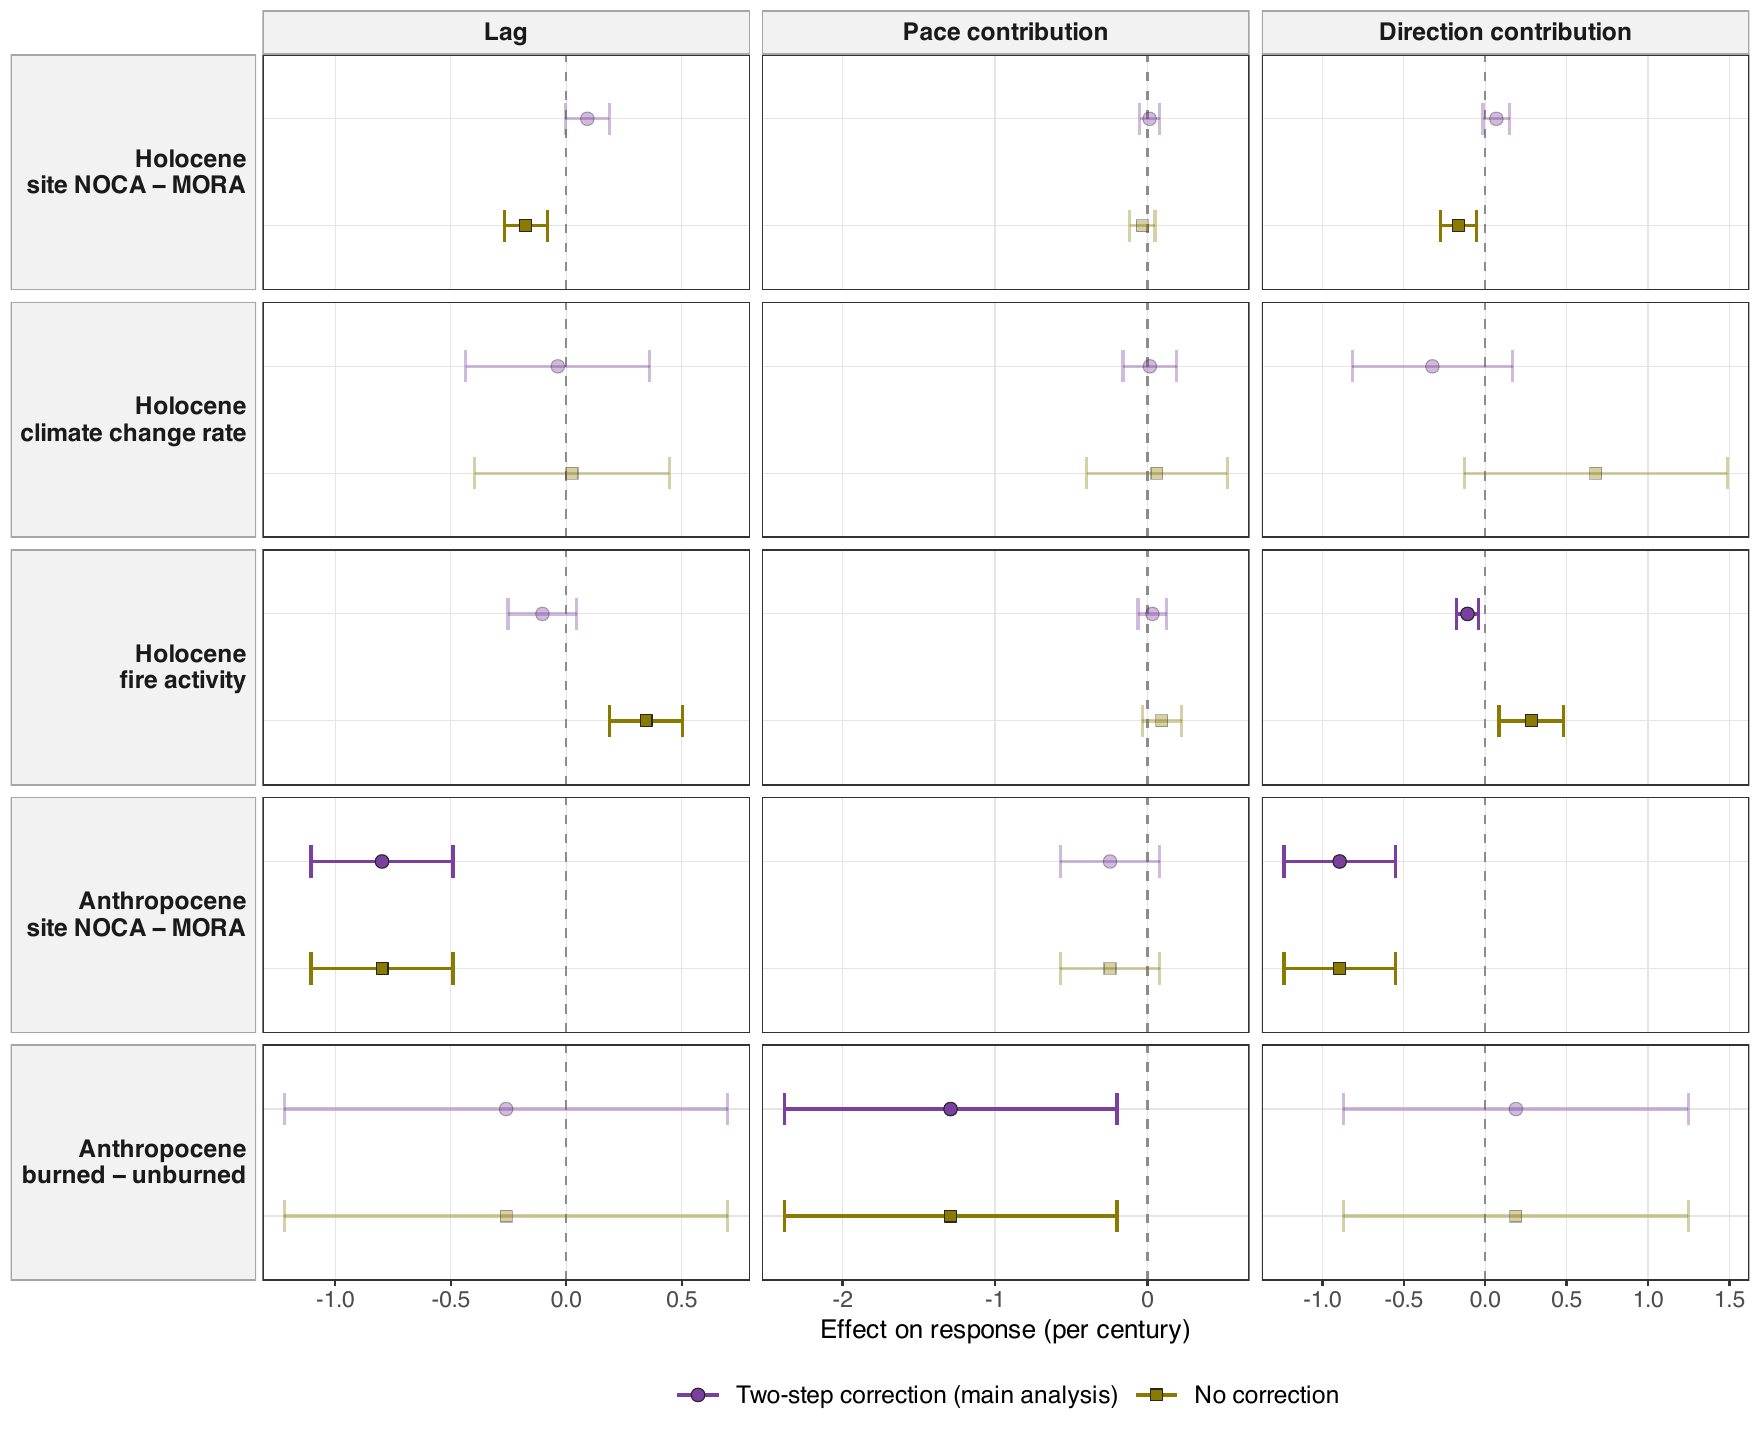 Lag
Pace contribution
Direction contribution
Holocene
site NOCA – MORA
Holocene
climate change rate
Holocene
fire activity
Anthropocene
site NOCA – MORA
Anthropocene
burned – unburned
-1.0 -0.5 0.0 0.5
-2 -1 0
-1.0 -0.5 0.0 0.5 1.0 1.5
Effect on response (per century)
Two-step correction (main analysis) No correction